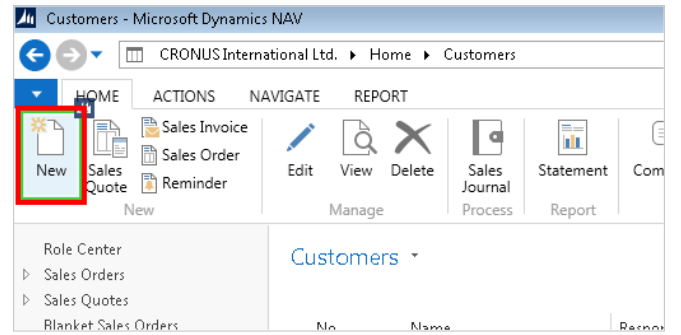 Customers - Microsoft Dynamics NAV
CRONUS International Ltd. ▸ Home ▸ Customers
HOME ACTIONS NAVIGATE REPORT
New Sales Quote Sales Invoice Sales Order Reminder Edit View Delete Sales Journal Statement
New Manage Process Report
Role Center
Customers
Sales Orders
Sales Quotes
Blanket Sales Orders
No. Name